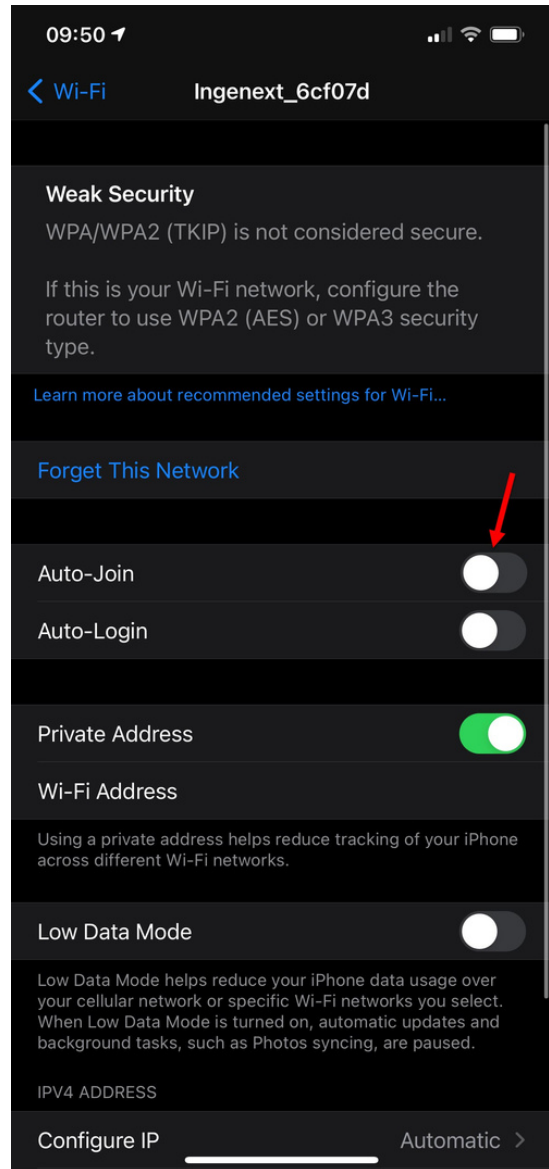 09:50
Wi-Fi
Ingenext_6cf07d
Weak Security
WPA/WPA2 (TKIP) is not considered secure.
If this is your Wi-Fi network, configure the
router to use WPA2 (AES) or WPA3 security
type.
Learn more about recommended settings for Wi-Fi...
Forget This Network
Auto-Join
Auto-Login
Private Address
Wi-Fi Address
Using a private address helps reduce tracking of your iPhone
across different Wi-Fi networks.
Low Data Mode
Low Data Mode helps reduce your iPhone data usage over
your cellular network or specific Wi-Fi networks you select.
When Low Data Mode is turned on, automatic updates and
background tasks, such as Photos syncing, are paused.
IPV4 ADDRESS
Configure IP Automatic